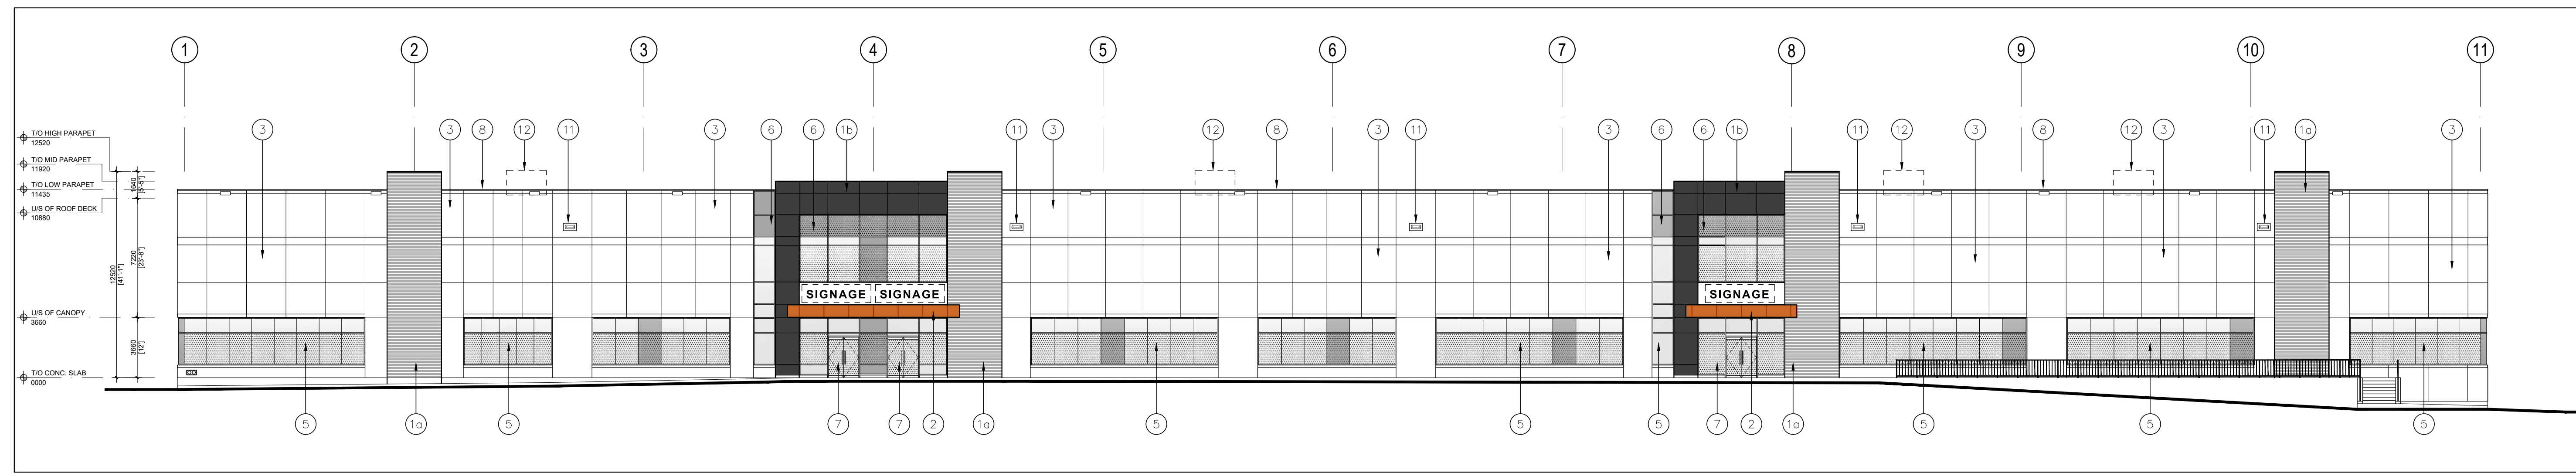 1 2 3 4 5 6 7 8 9 10 11
3 3 8 12 11 3 6 6 1b 11 3 12 8 3 11 3 6 6 1b 11 12 3 8 12 3 11 1a 3
T/O HIGH PARAPET
12520
T/O MID PARAPET
11920
T/O LOW PARAPET
11435
U/S OF ROOF DECK
10880
U/S OF CANOPY
3660
T/O CONC. SLAB
0000
12520
[41'-1"]
1640
[5'-5"]
7220
[23'-8"]
3660
[12']
SIGNAGE SIGNAGE SIGNAGE
5 1a 5 7 7 2 1a 5 5 5 7 2 1a 5 5 5